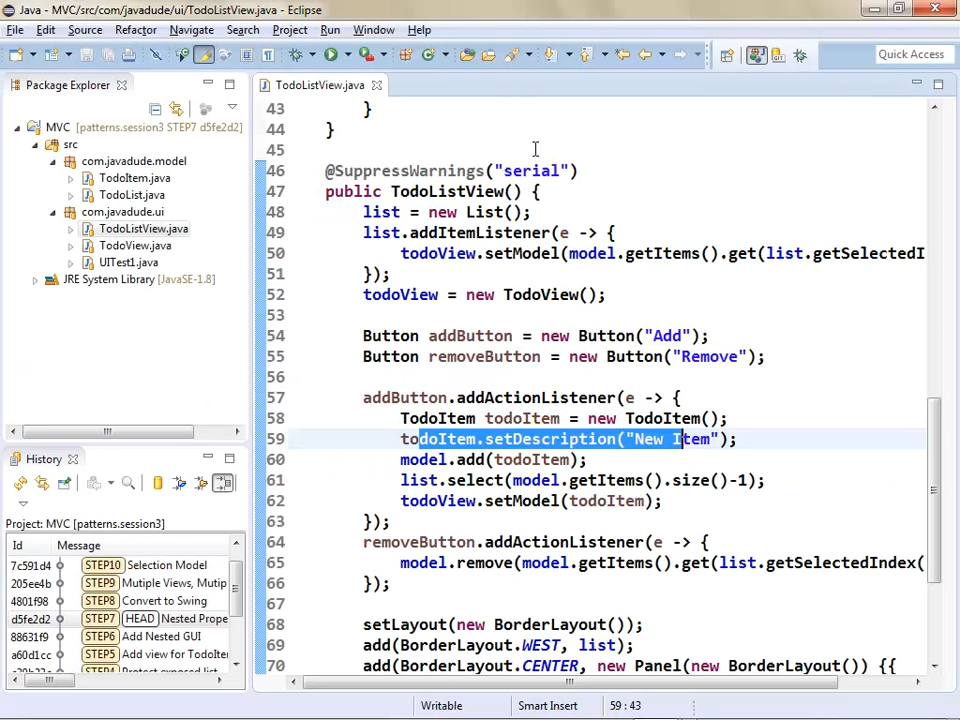 Java - MVC/src/com/javadude/ui/TodoListView.java - Eclipse
File Edit Source Refactor Navigate Search Project Run Window Help
Quick Access
Package Explorer
MVC [patterns.session3 STEP7 d5fe2d2]
src
com.javadude.model
TodoItem.java
TodoList.java
com.javadude.ui
TodoListView.java
TodoView.java
UITest1.java
JRE System Library [JavaSE-1.8]
History
Project: MVC [patterns.session3]
Id Message
7c591d4 STEP10 Selection Model
205ee4b STEP9 Mutiple Views, Mutip
4801f98 STEP8 Convert to Swing
d5fe2d2 STEP7 HEAD Nested Prope
88631f9 STEP6 Add Nested GUI
a60d1cc STEP5 Add view for TodoIte
TodoListView.java
43 }
44 }
45
46 @SuppressWarnings("serial")
47 public TodoListView() {
48 list = new List();
49 list.addItemListener(e -> {
50 todoView.setModel(model.getItems().get(list.getSelectedI
51 });
52 todoView = new TodoView();
53
54 Button addButton = new Button("Add");
55 Button removeButton = new Button("Remove");
56
57 addButton.addActionListener(e -> {
58 TodoItem todoItem = new TodoItem();
59 todoItem.setDescription("New Item");
60 model.add(todoItem);
61 list.select(model.getItems().size()-1);
62 todoView.setModel(todoItem);
63 });
64 removeButton.addActionListener(e -> {
65 model.remove(model.getItems().get(list.getSelectedIndex(
66 });
67
68 setLayout(new BorderLayout());
69 add(BorderLayout.WEST, list);
70 add(BorderLayout.CENTER, new Panel(new BorderLayout()) {{
Writable Smart Insert 59 : 43